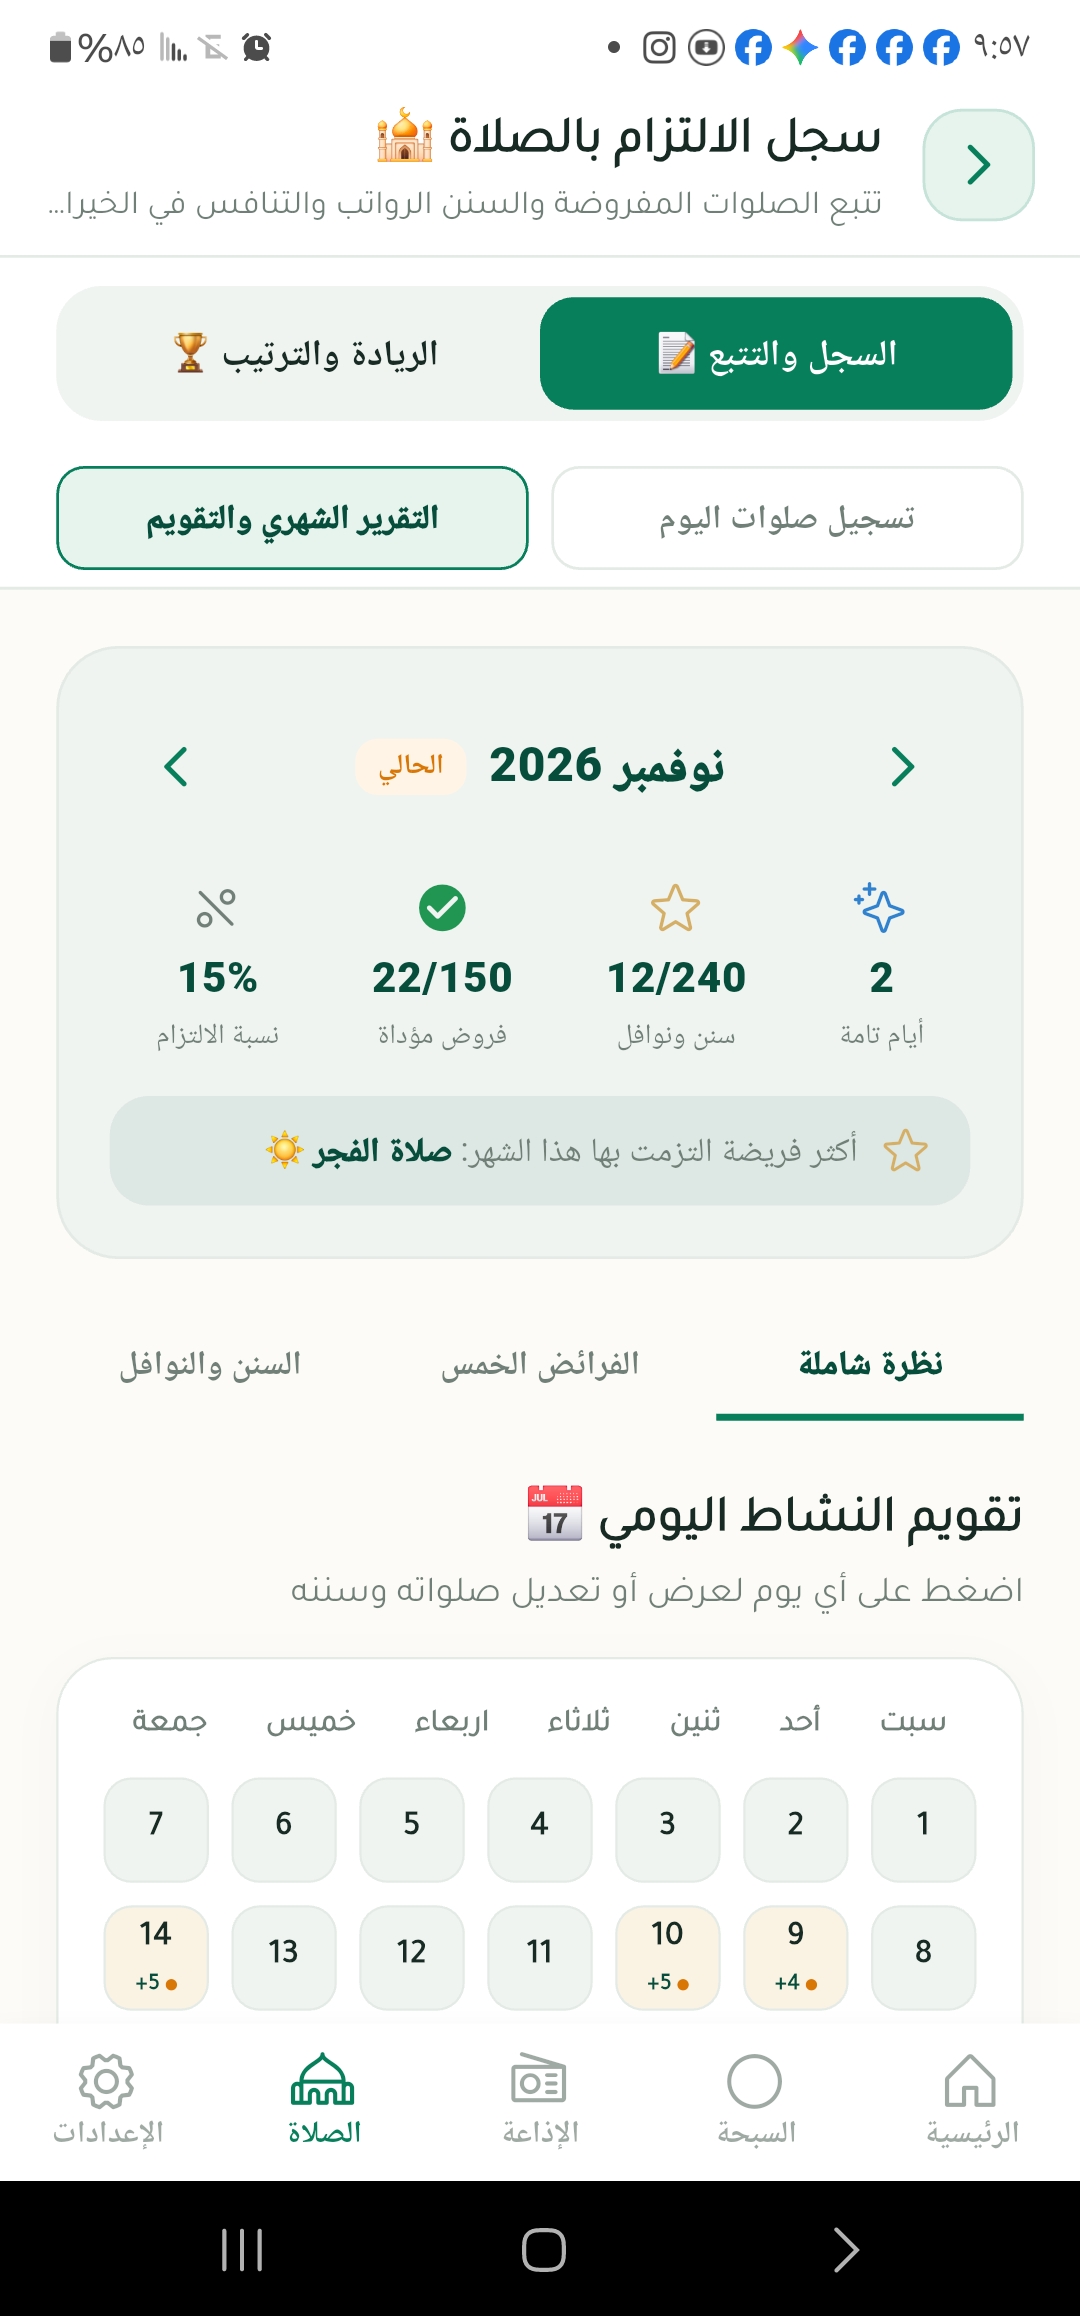 ٩:٥٧
%٨٥
سجل الالتزام بالصلاة 🕌
تتبع الصلوات المفروضة والسنن الرواتب والتنافس في الخيرا...
السجل والتتبع 📝
الريادة والترتيب 🏆
تسجيل صلوات اليوم
التقرير الشهري والتقويم
نوفمبر 2026
الحالي
2
12/240
22/150
15%
أيام تامة
سنن ونوافل
فروض مؤداة
نسبة الالتزام
أكثر فريضة التزمت بها هذا الشهر: صلاة الفجر ☀️
نظرة شاملة
الفرائض الخمس
السنن والنوافل
تقويم النشاط اليومي 📅
اضغط على أي يوم لعرض أو تعديل صلواته وسننه
سبت أحد ثنين ثلاثاء اربعاء خميس جمعة
1 2 3 4 5 6 7
8 9 10 11 12 13 14
+4 +5 +5
الرئيسية
السبحة
الإذاعة
الصلاة
الإعدادات